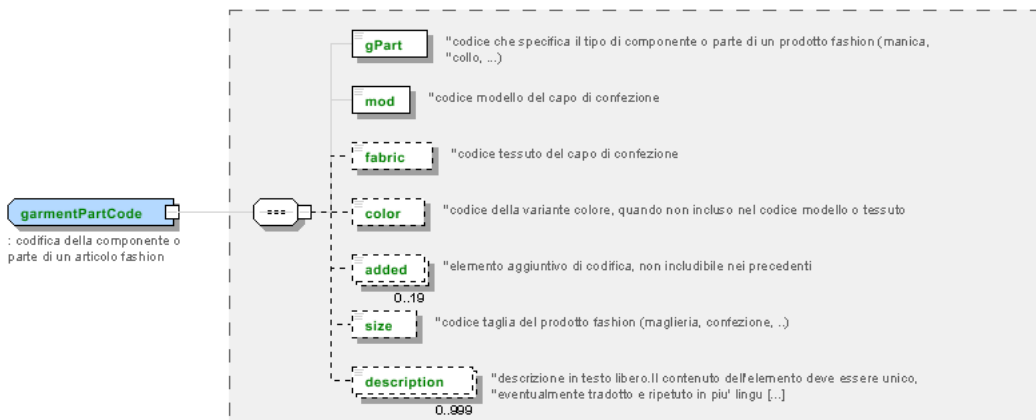 gPart
"codice che specifica il tipo di componente o parte di un prodotto fashion (manica,
"collo, ...)
mod
"codice modello del capo di confezione
fabric
"codice tessuto del capo di confezione
garmentPartCode
: codifica della componente o
parte di un articolo fashion
color
"codice della variante colore, quando non incluso nel codice modello o tessuto
added
"elemento aggiuntivo di codifica, non includibile nei precedenti
0..19
size
"codice taglia del prodotto fashion (maglieria, confezione, ..)
description
"descrizione in testo libero.Il contenuto dell'elemento deve essere unico,
"eventualmente tradotto e ripetuto in piu' lingu [...]
0..999